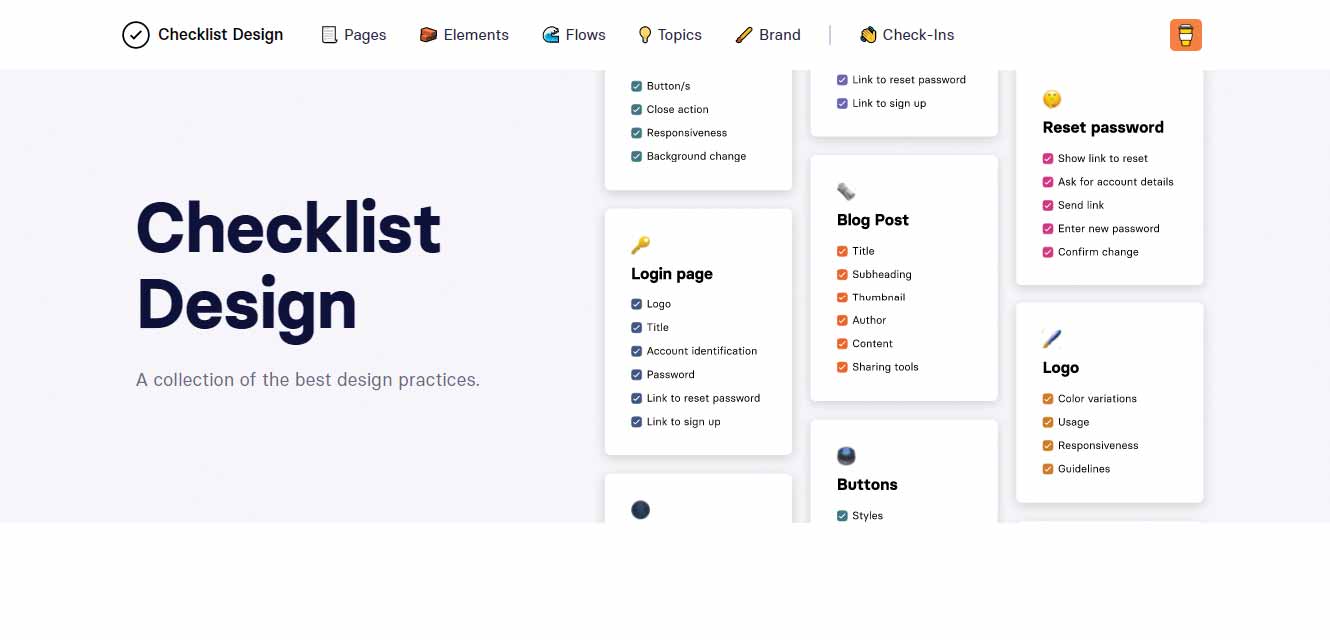 Checklist Design
Pages
Elements
Flows
Topics
Brand
Check-Ins
Checklist
Design
A collection of the best design practices.
Button/s
Close action
Responsiveness
Background change
Login page
Logo
Title
Account identification
Password
Link to reset password
Link to sign up
Link to reset password
Link to sign up
Blog Post
Title
Subheading
Thumbnail
Author
Content
Sharing tools
Buttons
Styles
Reset password
Show link to reset
Ask for account details
Send link
Enter new password
Confirm change
Logo
Color variations
Usage
Responsiveness
Guidelines